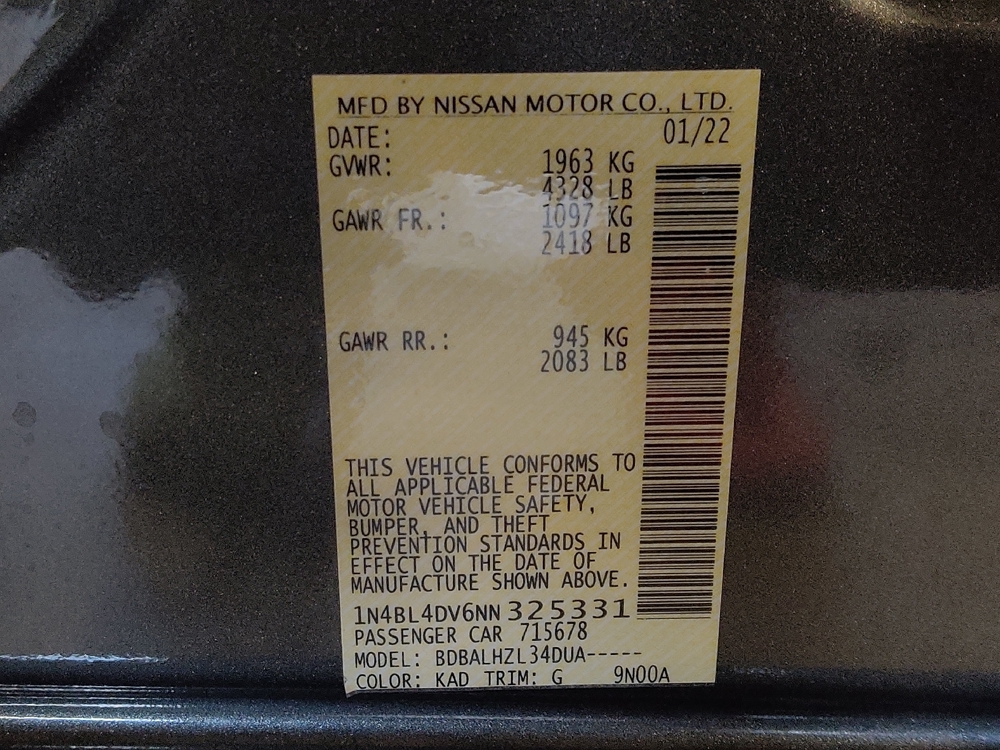 MFD BY NISSAN MOTOR CO., LTD.
DATE: 01/22
GVWR: 1963 KG
4328 LB
GAWR FR.: 1097 KG
2418 LB
GAWR RR.: 945 KG
2083 LB
THIS VEHICLE CONFORMS TO
ALL APPLICABLE FEDERAL
MOTOR VEHICLE SAFETY,
BUMPER, AND THEFT
PREVENTION STANDARDS IN
EFFECT ON THE DATE OF
MANUFACTURE SHOWN ABOVE.
1N4BL4DV6NN325331
PASSENGER CAR 715678
MODEL: BDBALHZL34DUA-----
COLOR: KAD TRIM: G 9N00A